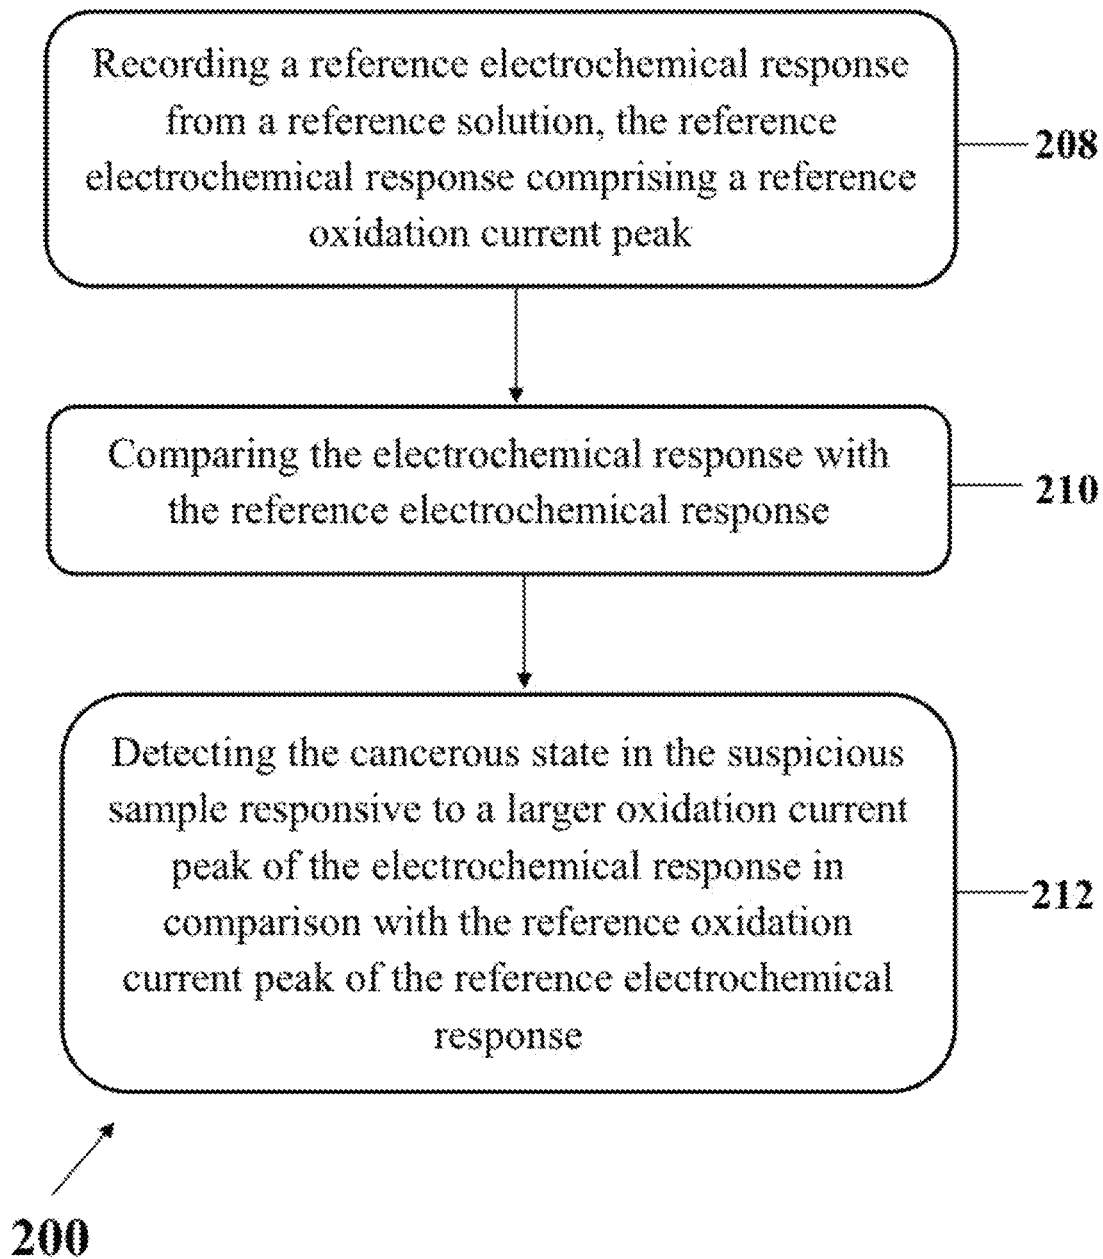 Recording a reference electrochemical response
from a reference solution, the reference
electrochemical response comprising a reference
oxidation current peak
208
Comparing the electrochemical response with
the reference electrochemical response
210
Detecting the cancerous state in the suspicious
sample responsive to a larger oxidation current
peak of the electrochemical response in
comparison with the reference oxidation
current peak of the reference electrochemical
response
212
200